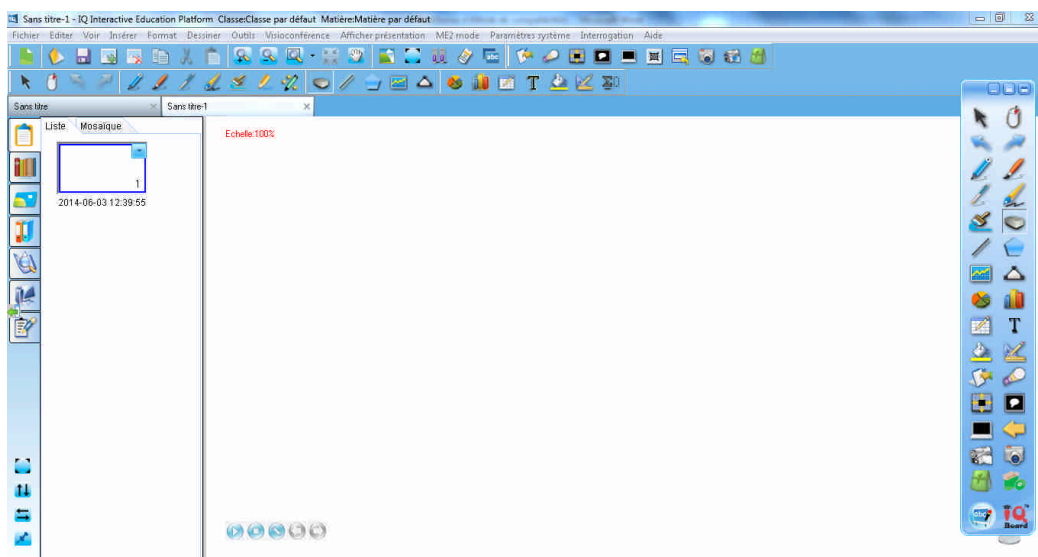 Sans titre-1 - IQ Interactive Education Platform Classe:Classe par défaut Matière:Matière par défaut
Fichier Editer Voir Insérer Format Dessiner Outils Visioconférence Afficher présentation ME2 mode Paramètres système Interrogation Aide
Sans titre Sans titre-1
Liste Mosaïque
Echelle:100%
1
2014-06-03 12:39:55
T
IQ
Board